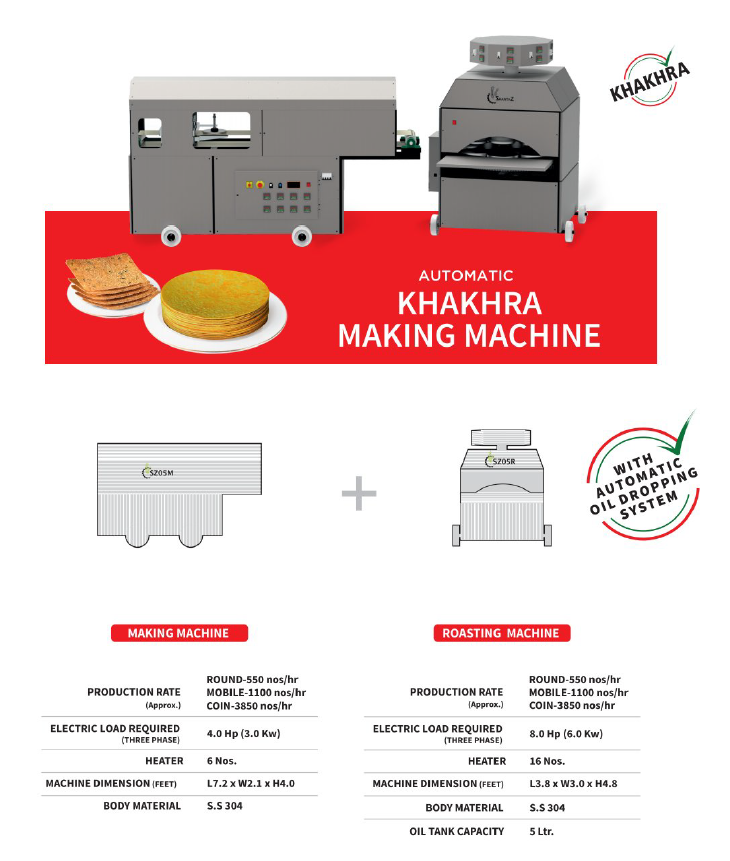 SmartZ
KHAKHRA
AUTOMATIC
KHAKHRA
MAKING MACHINE
SZ05M
+
SZ05R
WITH
AUTOMATIC
OIL DROPPING
SYSTEM
MAKING MACHINE
PRODUCTION RATE
(Approx.)
ROUND-550 nos/hr
MOBILE-1100 nos/hr
COIN-3850 nos/hr
ELECTRIC LOAD REQUIRED
(THREE PHASE)
4.0 Hp (3.0 Kw)
HEATER 6 Nos.
MACHINE DIMENSION (FEET) L7.2 x W2.1 x H4.0
BODY MATERIAL S.S 304
ROASTING MACHINE
PRODUCTION RATE
(Approx.)
ROUND-550 nos/hr
MOBILE-1100 nos/hr
COIN-3850 nos/hr
ELECTRIC LOAD REQUIRED
(THREE PHASE)
8.0 Hp (6.0 Kw)
HEATER 16 Nos.
MACHINE DIMENSION (FEET) L3.8 x W3.0 x H4.8
BODY MATERIAL S.S 304
OIL TANK CAPACITY 5 Ltr.